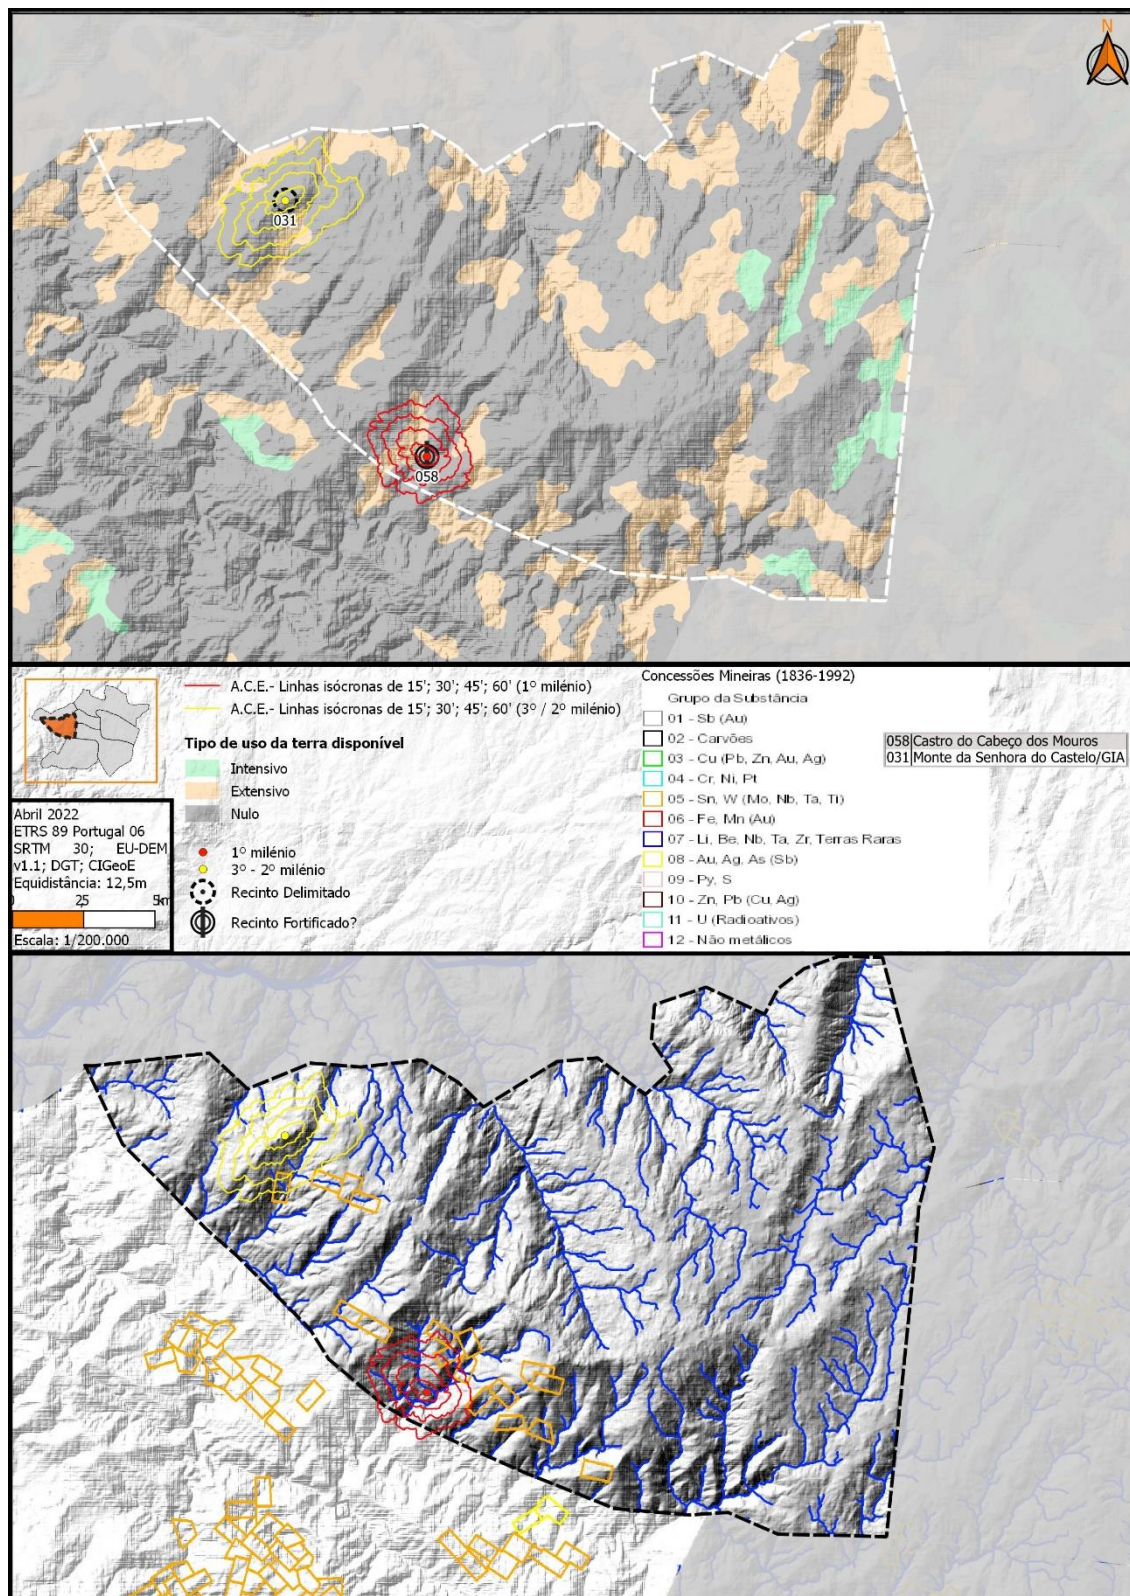 N
031
058
A.C.E.- Linhas isócronas de 15'; 30'; 45'; 60' (1º milénio)
A.C.E.- Linhas isócronas de 15'; 30'; 45'; 60' (3º / 2º milénio)
Tipo de uso da terra disponível
Intensivo
Extensivo
Nulo
1º milénio
3º - 2º milénio
Recinto Delimitado
Recinto Fortificado?
Abril 2022
ETRS 89 Portugal 06
SRTM 30; EU-DEM
v1.1; DGT; CIGeoE
Equidistância: 12,5m
0 25 5km
Escala: 1/200.000
Concessões Mineiras (1836-1992)
Grupo da Substância
01 - Sb (Au)
02 - Carvões
03 - Cu (Pb, Zn, Au, Ag)
04 - Cr, Ni, Pt
05 - Sn, W (Mo, Nb, Ta, Ti)
06 - Fe, Mn (Au)
07 - Li, Be, Nb, Ta, Zr, Terras Raras
08 - Au, Ag, As (Sb)
09 - Py, S
10 - Zn, Pb (Cu, Ag)
11 - U (Radioativos)
12 - Não metálicos
058 Castro do Cabeço dos Mouros
031 Monte da Senhora do Castelo/GIA